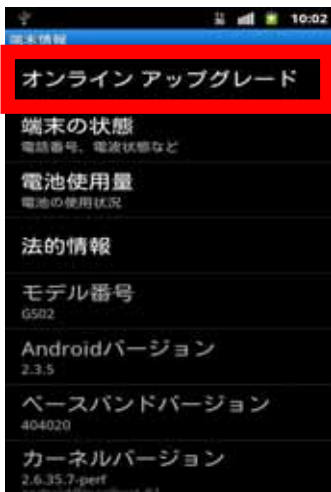 10:02
端末情報
オンライン アップグレード
端末の状態
電話番号、電波状態など
電池使用量
電池の使用状況
法的情報
モデル番号
GS02
Androidバージョン
2.3.5
ベースバンドバージョン
404020
カーネルバージョン
2.6.35.7-perf